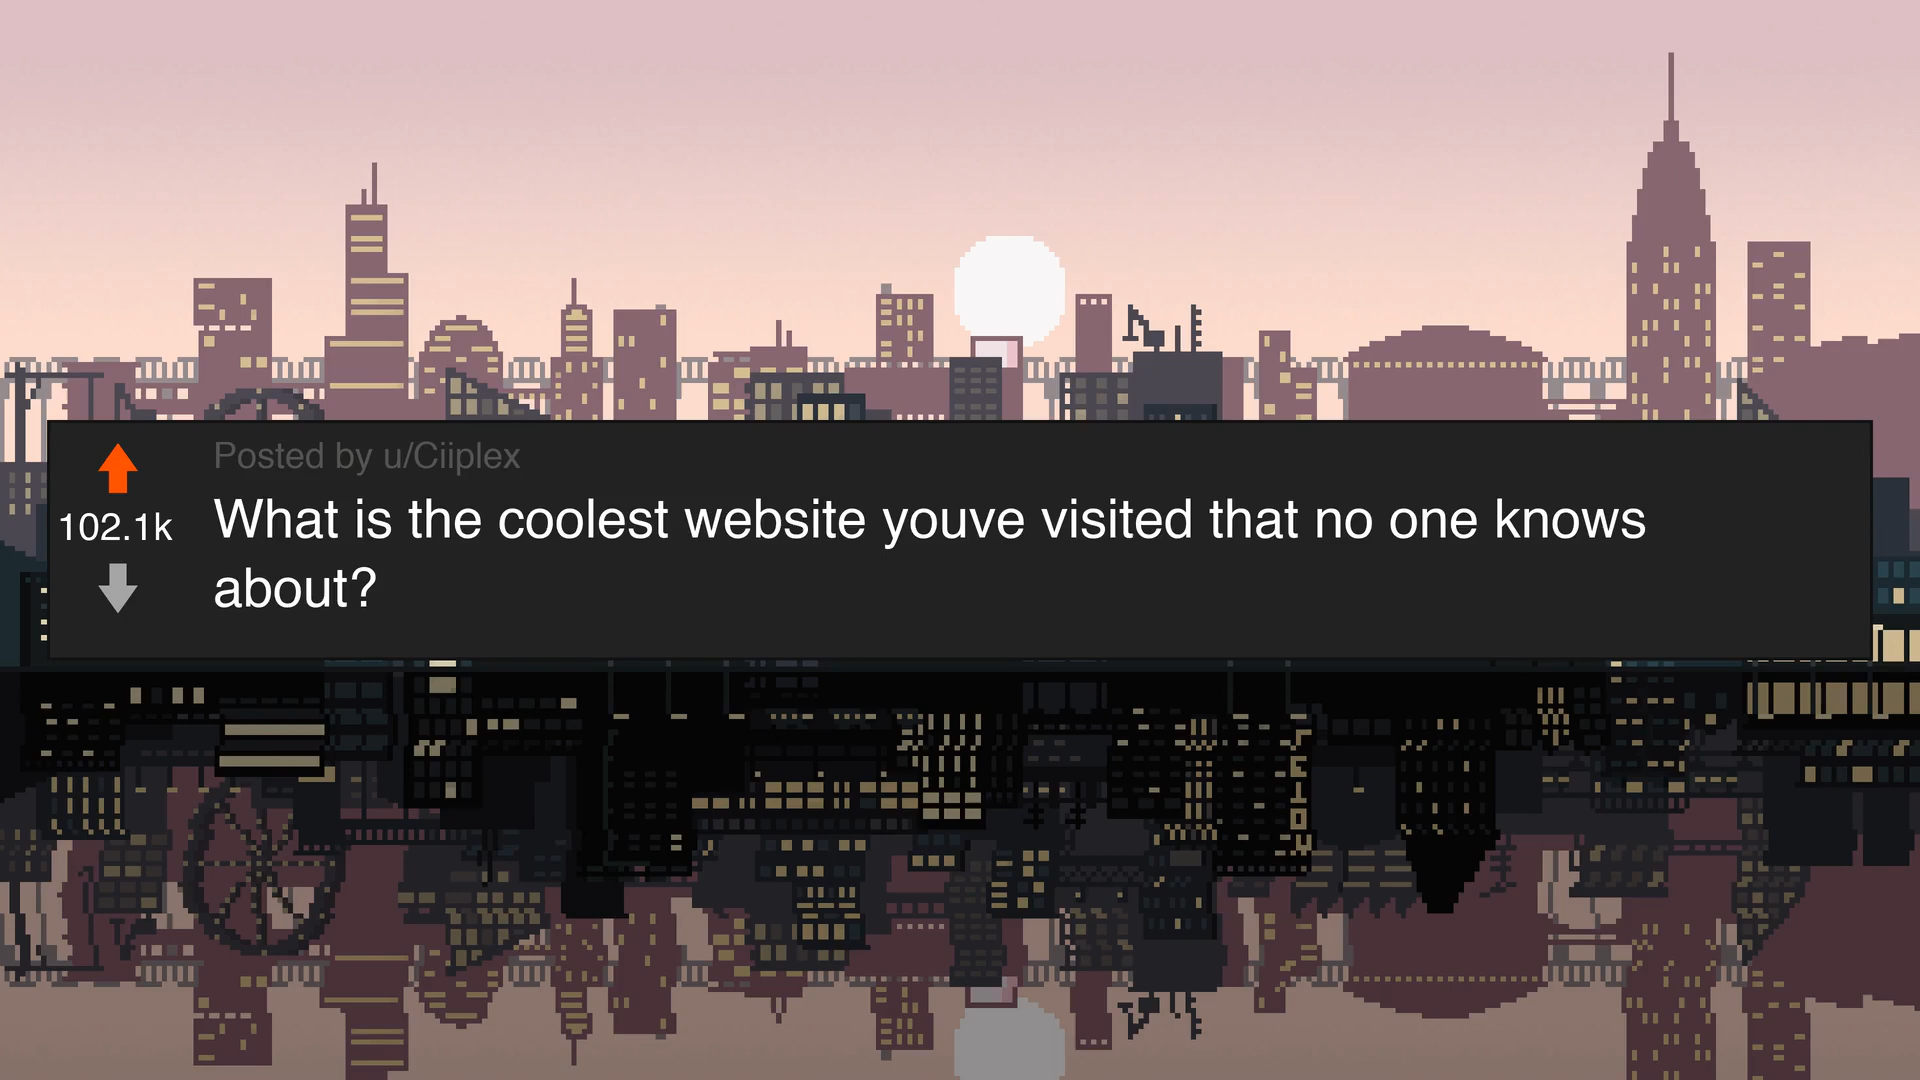 Posted by u/Ciiplex
102.1k
What is the coolest website youve visited that no one knows
about?